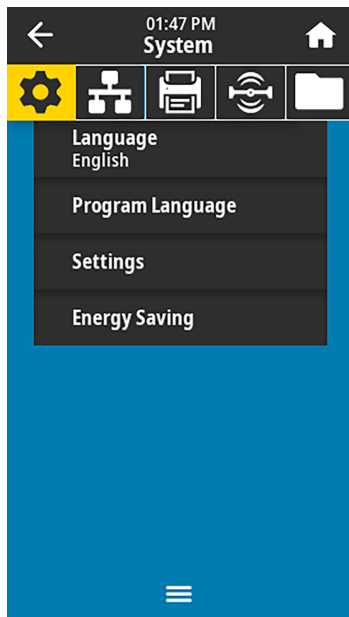 01:47 PM
System
Language
English
Program Language
Settings
Energy Saving